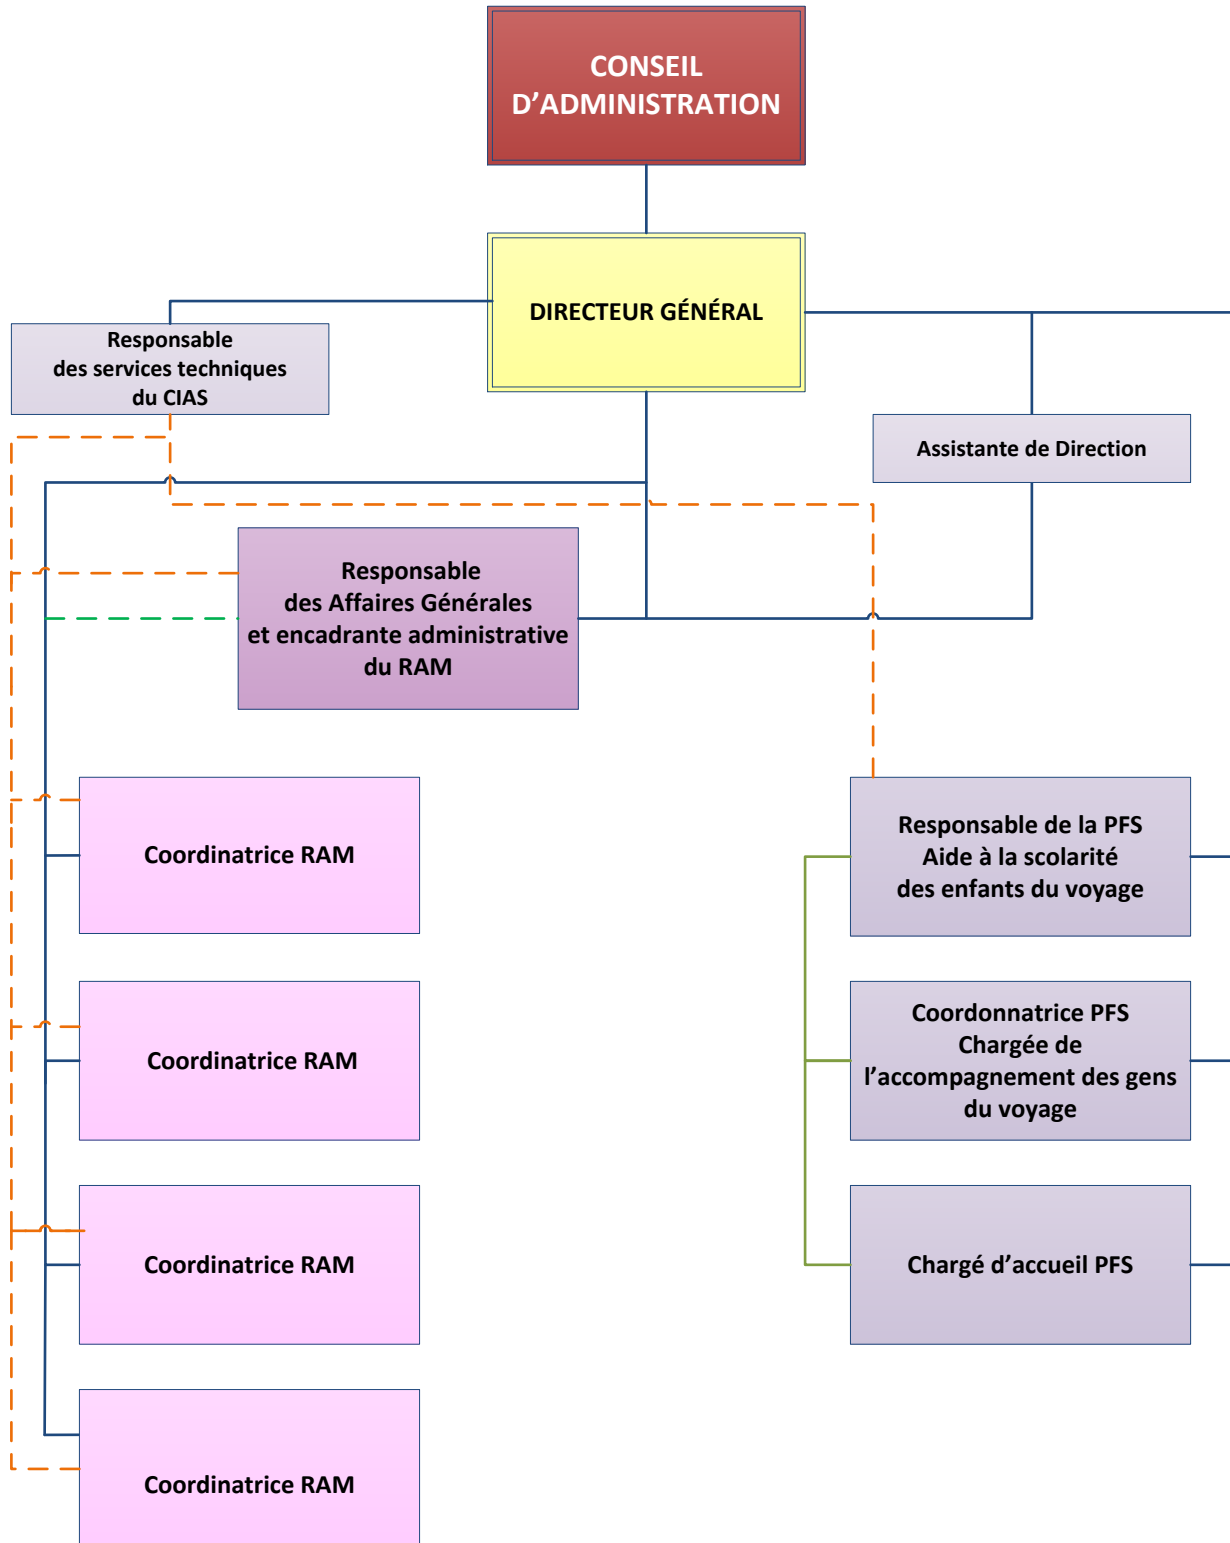 CONSEIL
D’ADMINISTRATION
DIRECTEUR GÉNÉRAL
Responsable
des services techniques
du CIAS
Assistante de Direction
Responsable
des Affaires Générales
et encadrante administrative
du RAM
Coordinatrice RAM
Responsable de la PFS
Aide à la scolarité
des enfants du voyage
Coordinatrice RAM
Coordonnatrice PFS
Chargée de
l’accompagnement des gens
du voyage
Coordinatrice RAM
Chargé d’accueil PFS
Coordinatrice RAM